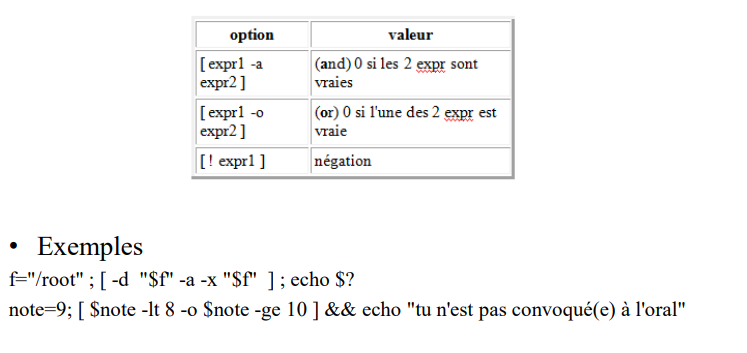 option valeur
[ expr1 -a (and) 0 si les 2 expr sont
expr2 ] vraies
[ expr1 -o (or) 0 si l'une des 2 expr est
expr2 ] vraie
[ ! expr1 ] négation
• Exemples
f="/root" ; [ -d "$f" -a -x "$f" ] ; echo $?
note=9; [ $note -lt 8 -o $note -ge 10 ] && echo "tu n'est pas convoqué(e) à l'oral"